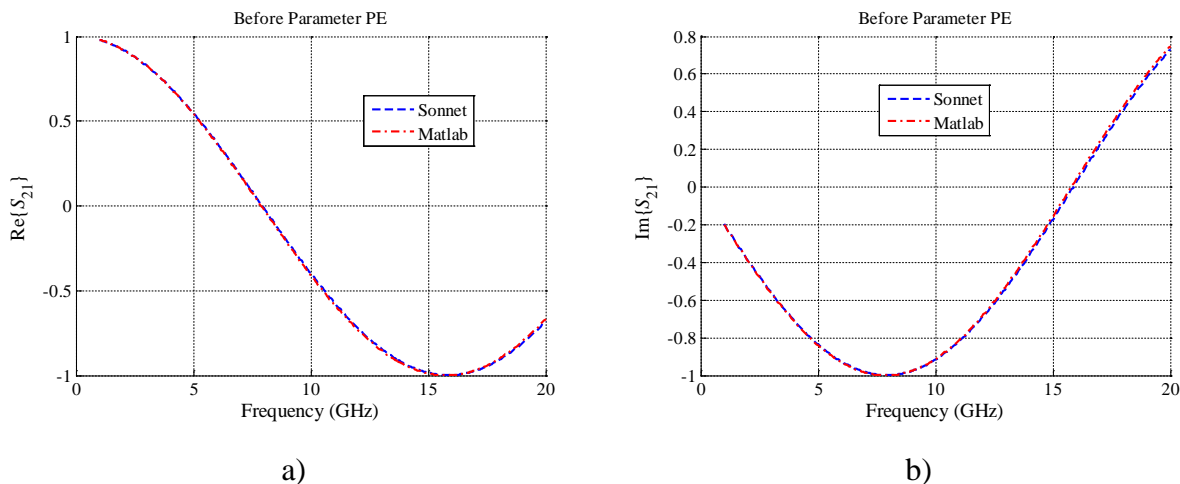 Before Parameter PE
1
0.5
0
-0.5
-1
Re{S21}
Sonnet
Matlab
0 5 10 15 20
Frequency (GHz)
a)
Before Parameter PE
0.8
0.6
0.4
0.2
0
-0.2
-0.4
-0.6
-0.8
-1
Im{S21}
Sonnet
Matlab
0 5 10 15 20
Frequency (GHz)
b)